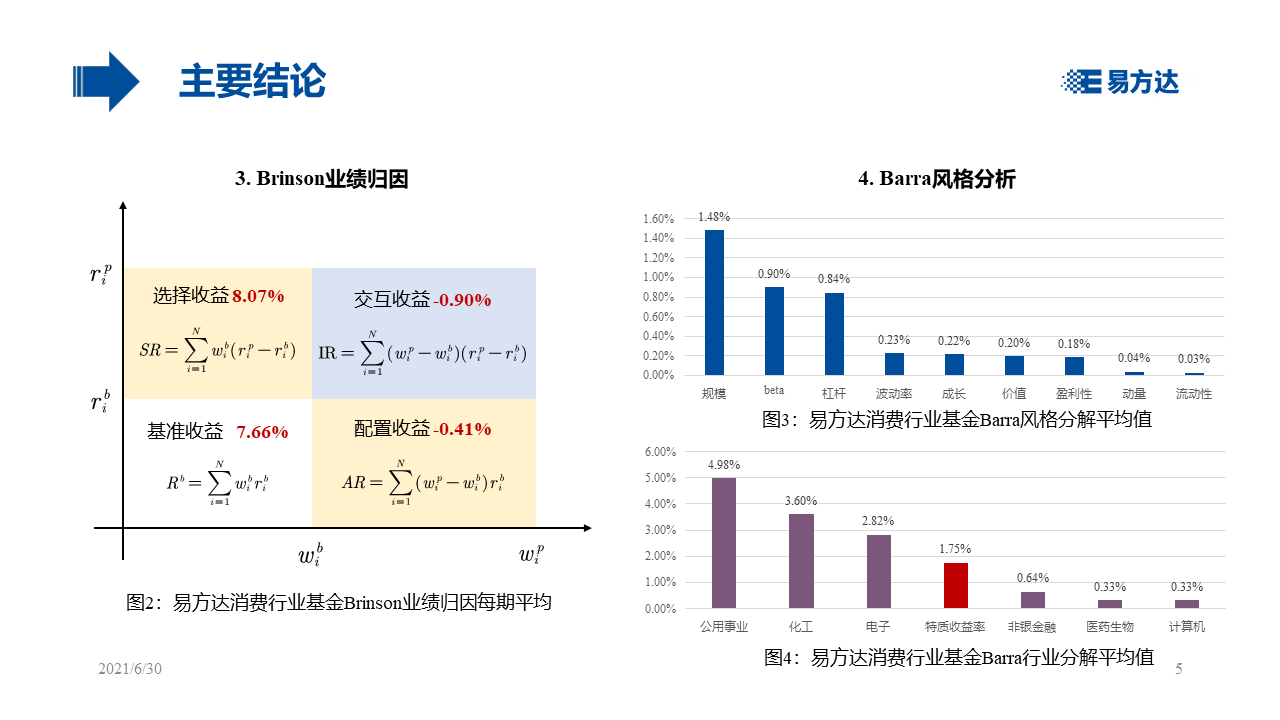 主要结论
易方达
3. Brinson业绩归因
r_i^p
r_i^b
选择收益 8.07%
SR = \sum_{i=1}^{N} w_i^b (r_i^p − r_i^b)
交互收益 -0.90%
IR = \sum_{i=1}^{N} (w_i^p − w_i^b)(r_i^p − r_i^b)
基准收益 7.66%
R^b = \sum_{i=1}^{N} w_i^b r_i^b
配置收益 -0.41%
AR = \sum_{i=1}^{N} (w_i^p − w_i^b) r_i^b
w_i^b
w_i^p
图2：易方达消费行业基金Brinson业绩归因每期平均
4. Barra风格分析
1.60%
1.40%
1.20%
1.00%
0.80%
0.60%
0.40%
0.20%
0.00%
1.48%
0.90%
0.84%
0.23%
0.22%
0.20%
0.18%
0.04%
0.03%
规模 beta 杠杆 波动率 成长 价值 盈利性 动量 流动性
图3：易方达消费行业基金Barra风格分解平均值
6.00%
5.00%
4.00%
3.00%
2.00%
1.00%
0.00%
4.98%
3.60%
2.82%
1.75%
0.64%
0.33%
0.33%
公用事业 化工 电子 特质收益率 非银金融 医药生物 计算机
图4：易方达消费行业基金Barra行业分解平均值
2021/6/30
5